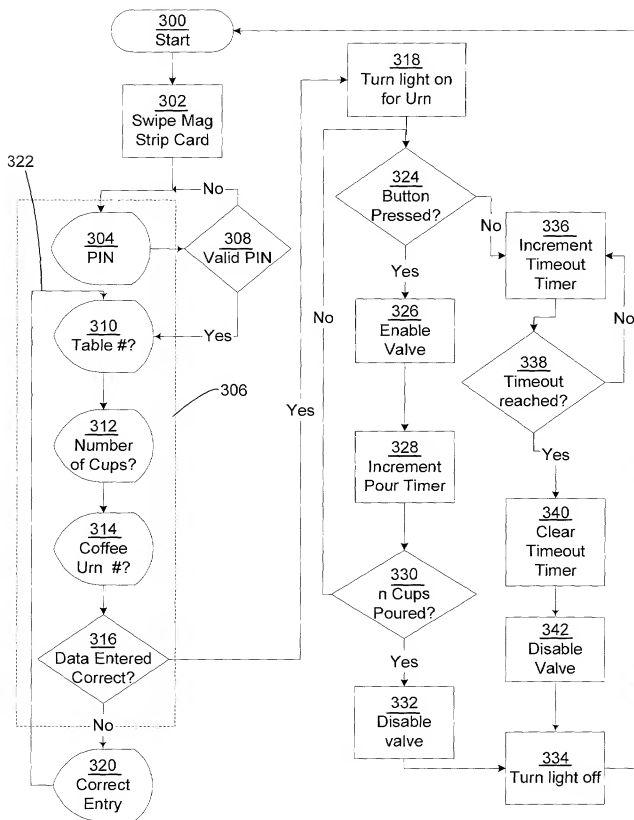 300
Start
302
Swipe Mag
Strip Card
322
No
304
PIN
308
Valid PIN
Yes
310
Table #?
306
312
Number
of Cups?
314
Coffee
Urn #?
316
Data Entered
Correct?
Yes
No
320
Correct
Entry
318
Turn light on
for Urn
324
Button
Pressed?
No
Yes
326
Enable
Valve
No
328
Increment
Pour Timer
330
n Cups
Poured?
Yes
332
Disable
valve
336
Increment
Timeout
Timer
No
338
Timeout
reached?
Yes
340
Clear
Timeout
Timer
342
Disable
Valve
334
Turn light off